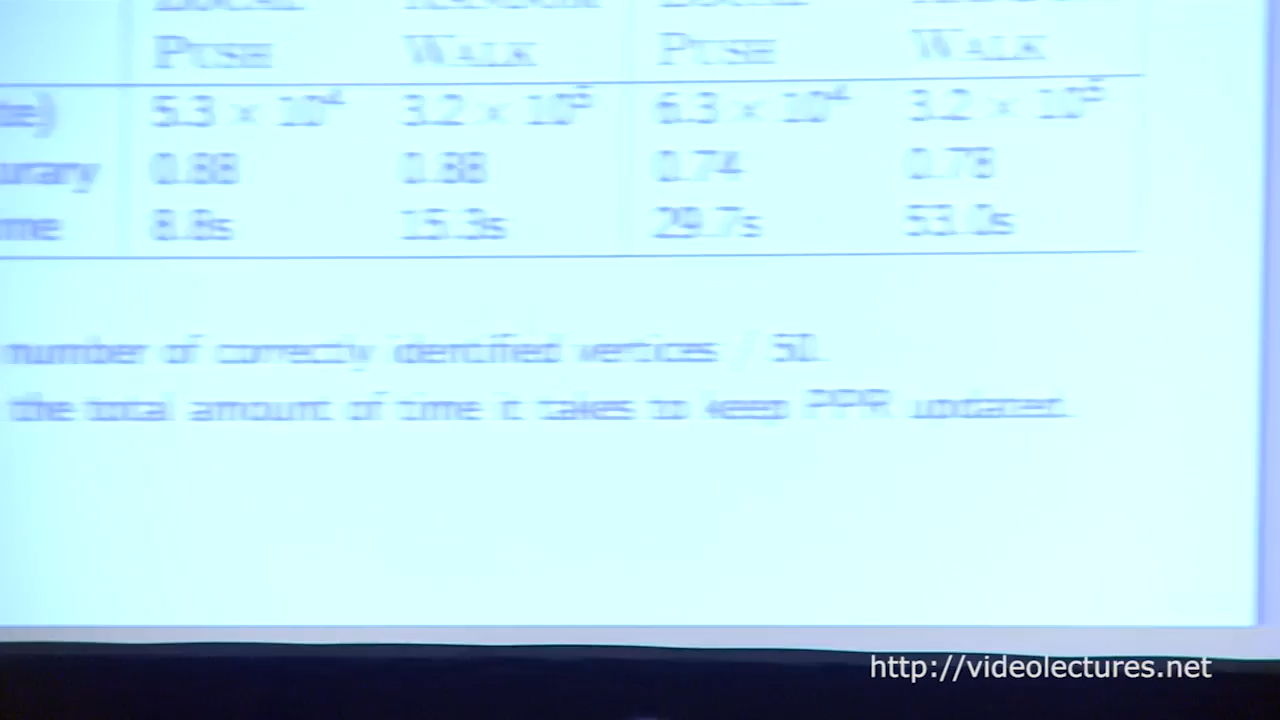 PUSH WALK PUSH WALK
5.3 × 10⁴ 3.2 × 10⁵ 6.3 × 10⁴ 3.2 × 10⁵
0.88 0.88 0.74 0.78
8.8s 15.3s 29.7s 53.0s
number of correctly identified vertices / 50.
the total amount of time it takes to keep PPR updated.
http://videolectures.net